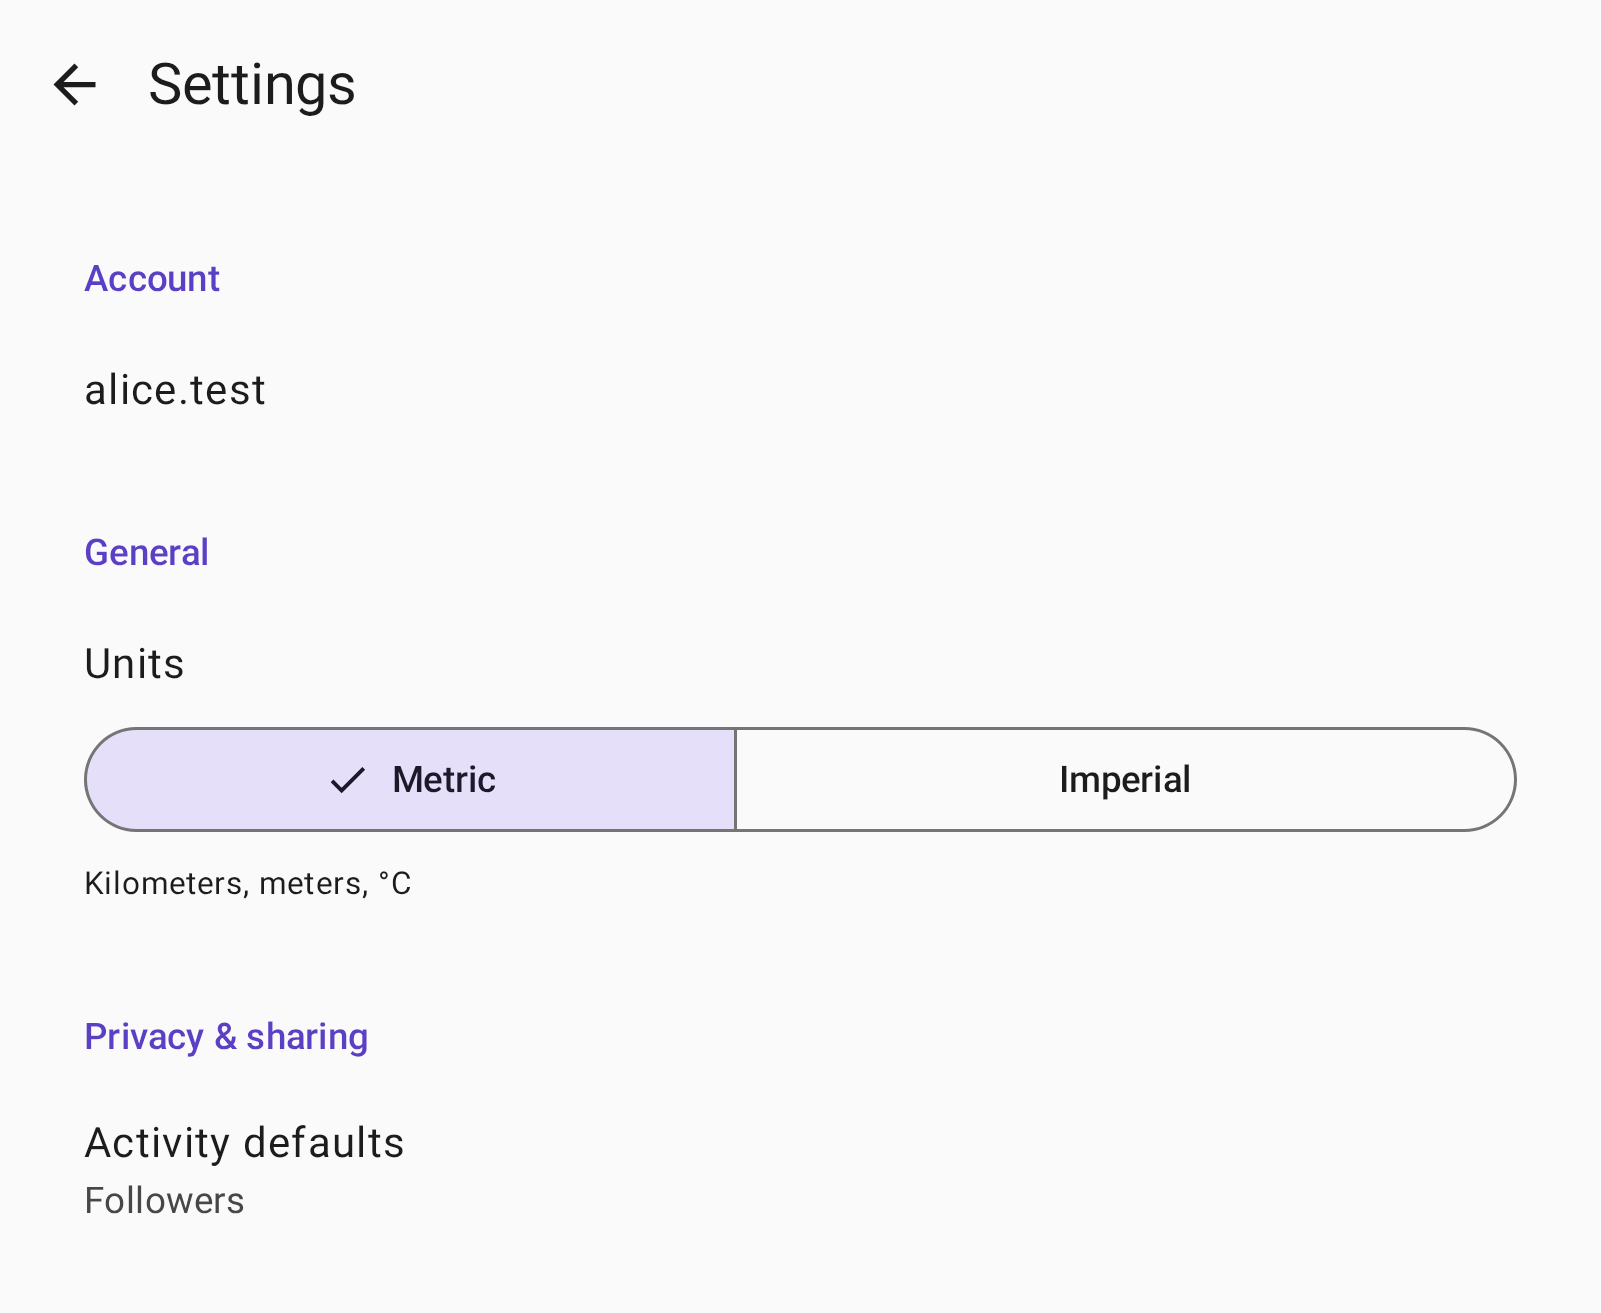 Settings
Account
alice.test
General
Units
Metric
Imperial
Kilometers, meters, °C
Privacy & sharing
Activity defaults
Followers